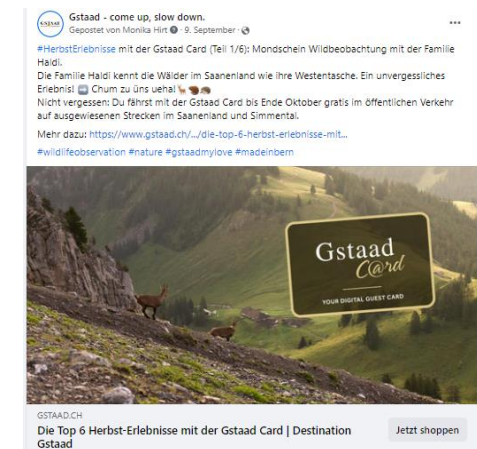 GSTAAD
Gstaad - come up, slow down.
Gepostet von Monika Hirt · 9. September ·
#HerbstErlebnisse mit der Gstaad Card (Teil 1/6): Mondschein Wildbeobachtung mit der Familie
Haldi.
Die Familie Haldi kennt die Wälder im Saanenland wie ihre Westentasche. Ein unvergessliches
Erlebnis! ➡️ Chum zu üns ueha! 🦌🐿️🦔
Nicht vergessen: Du fährst mit der Gstaad Card bis Ende Oktober gratis im öffentlichen Verkehr
auf ausgewiesenen Strecken im Saanenland und Simmental.
Mehr dazu: https://www.gstaad.ch/.../die-top-6-herbst-erlebnisse-mit...
#wildlifeobservation #nature #gstaadmylove #madeinbern
Gstaad
C@rd
YOUR DIGITAL GUEST CARD
GSTAAD.CH
Die Top 6 Herbst-Erlebnisse mit der Gstaad Card | Destination
Gstaad
Jetzt shoppen